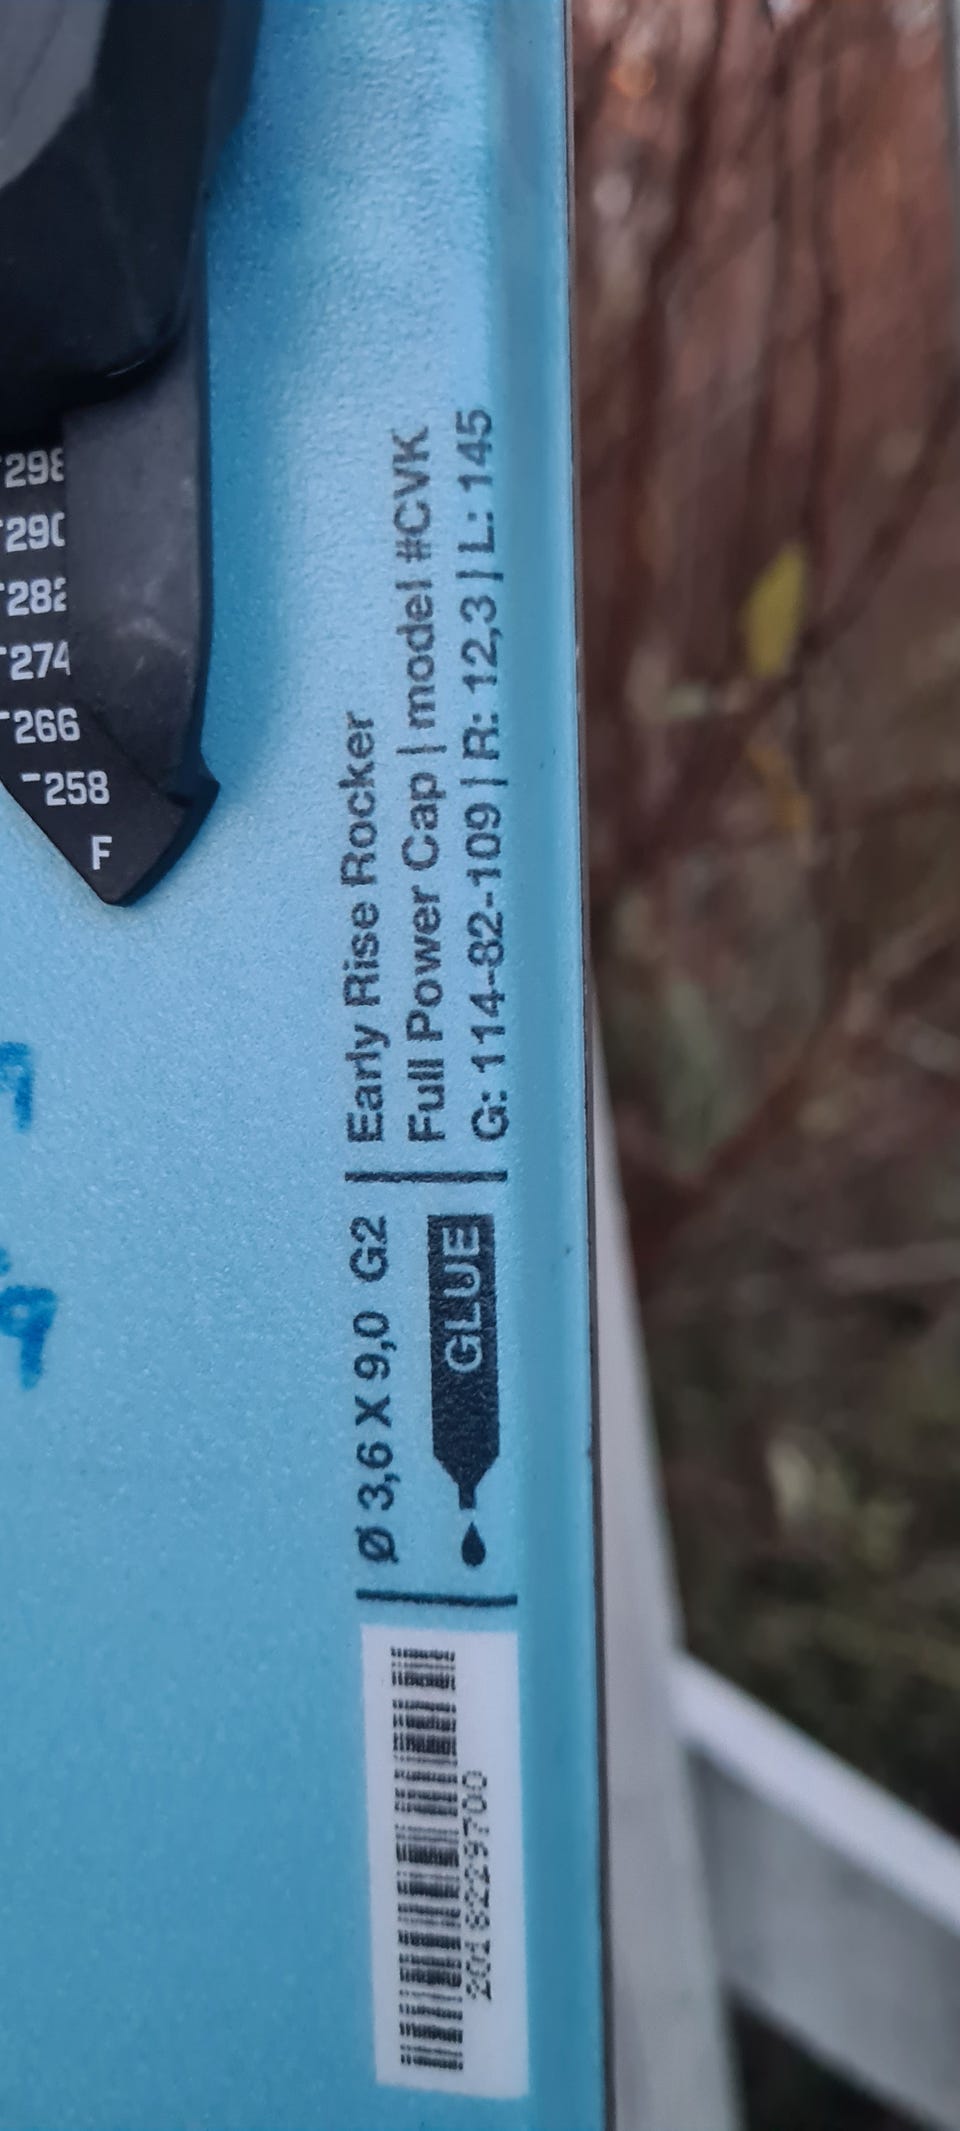 298
290
282
274
266
258
F
Ø 3,6 X 9,0 G2
GLUE
Early Rise Rocker
Full Power Cap | model #CVK
G: 114-82-109 | R: 12,3 | L: 145
2018229700